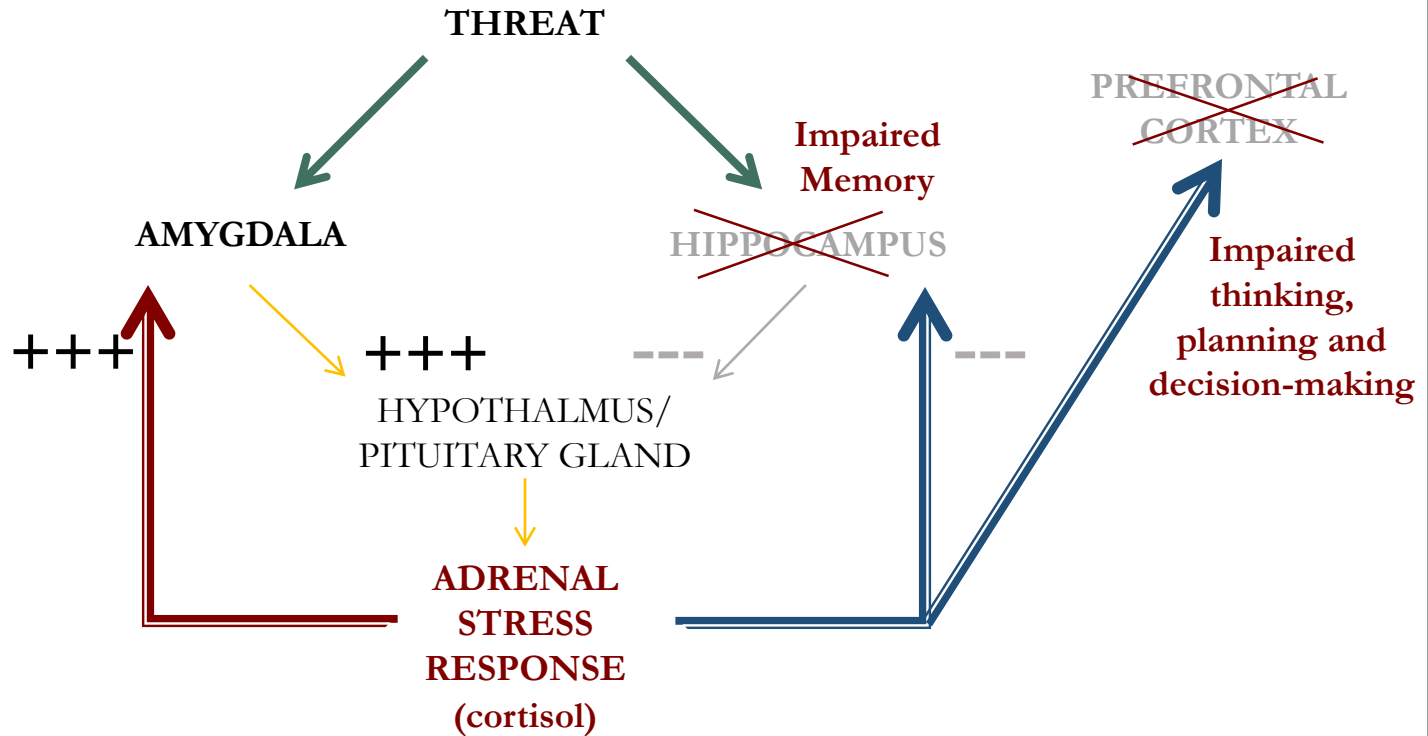 THREAT
PREFRONTAL
CORTEX
Impaired
Memory
AMYGDALA
HIPPOCAMPUS
Impaired
thinking,
planning and
decision-making
+++
+++
---
---
HYPOTHALMUS/
PITUITARY GLAND
ADRENAL
STRESS
RESPONSE
(cortisol)